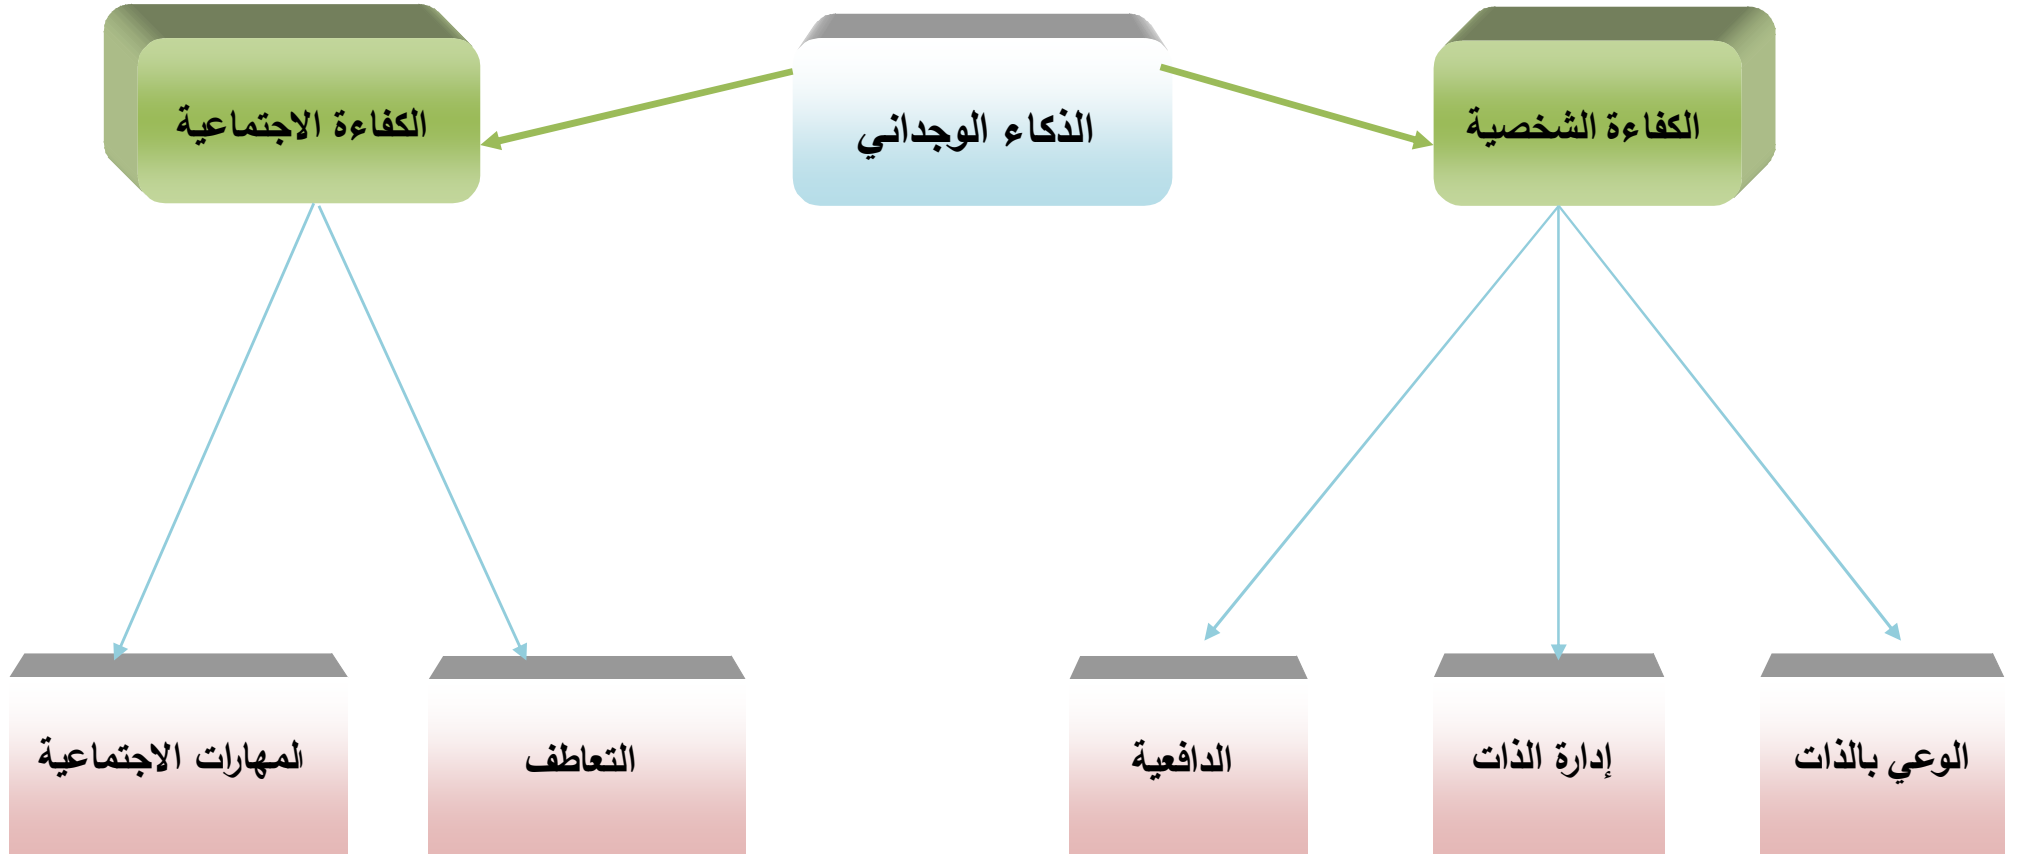 الكفاءة الشخصية
الذكاء الوجداني
الكفاءة الاجتماعية
الوعي بالذات
إدارة الذات
الدافعية
التعاطف
المهارات الاجتماعية